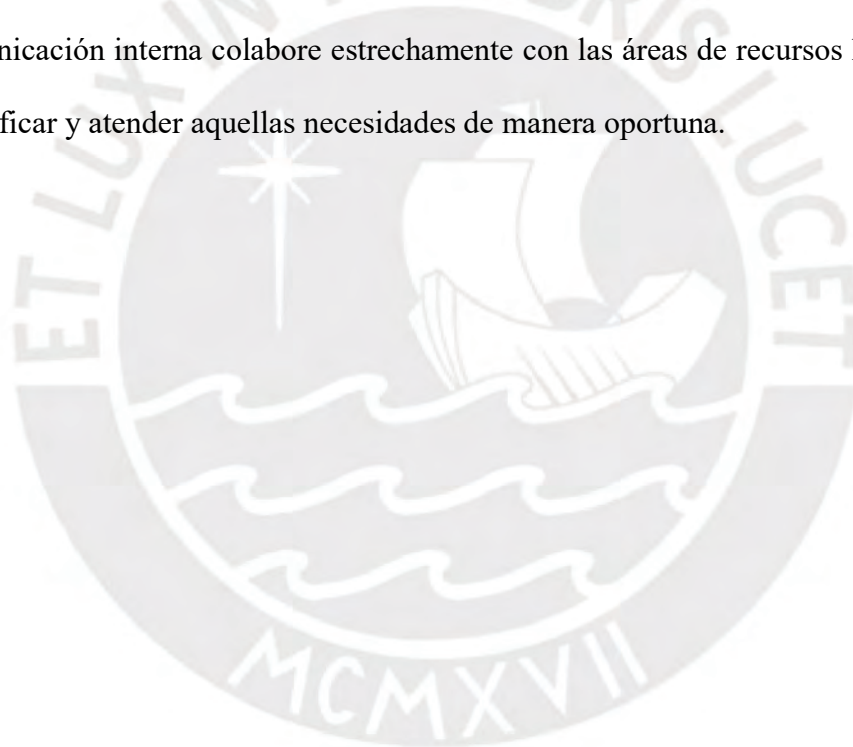 nicación interna colabore estrechamente con las áreas de recursos
ficar y atender aquellas necesidades de manera oportuna.
ET LUX IN BRIS LUCET
MCMXVII